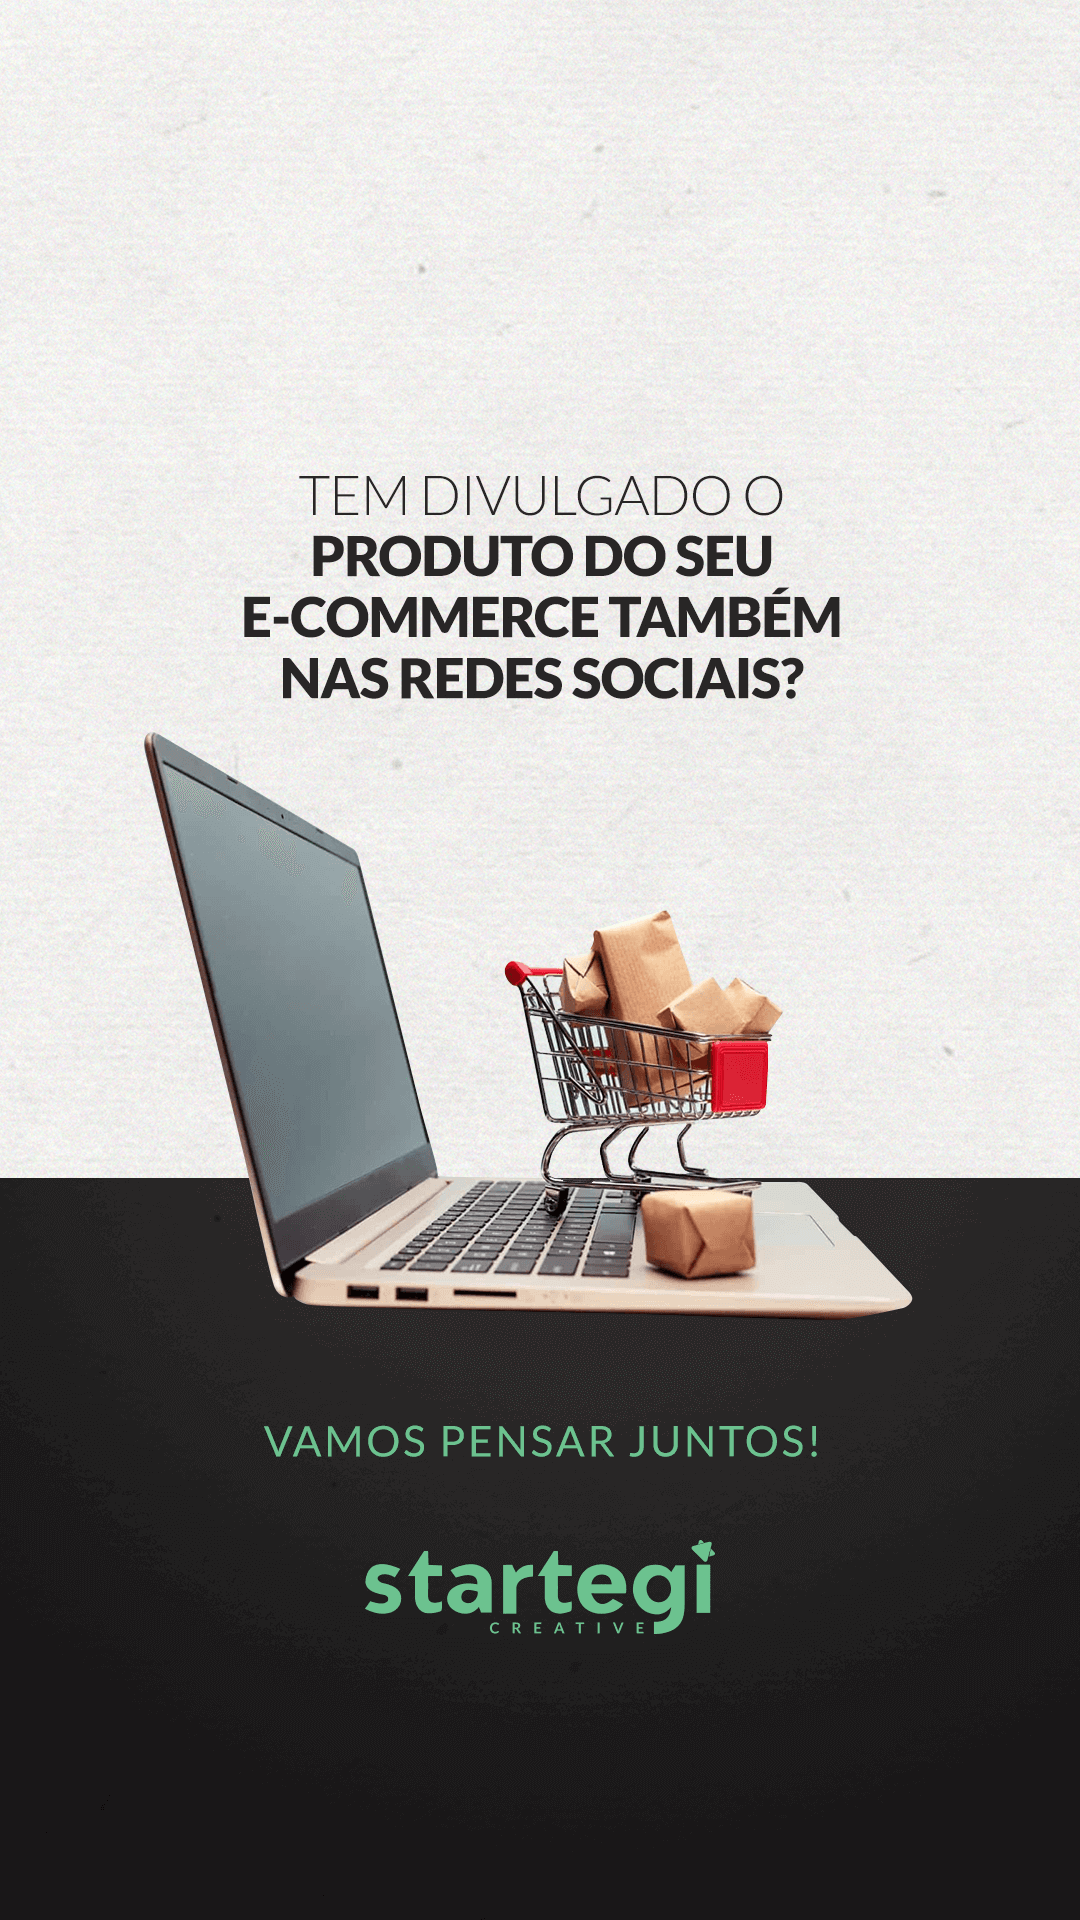 TEM DIVULGADO O
PRODUTO DO SEU
E-COMMERCE TAMBÉM
NAS REDES SOCIAIS?
VAMOS PENSAR JUNTOS!
startegi
CREATIVE